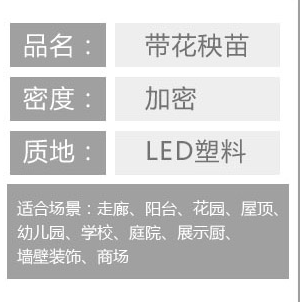 品名： 带花秧苗
密度： 加密
质地： LED塑料
适合场景：走廊、阳台、花园、屋顶、
幼儿园、学校、庭院、展示厨、
墙壁装饰、商场